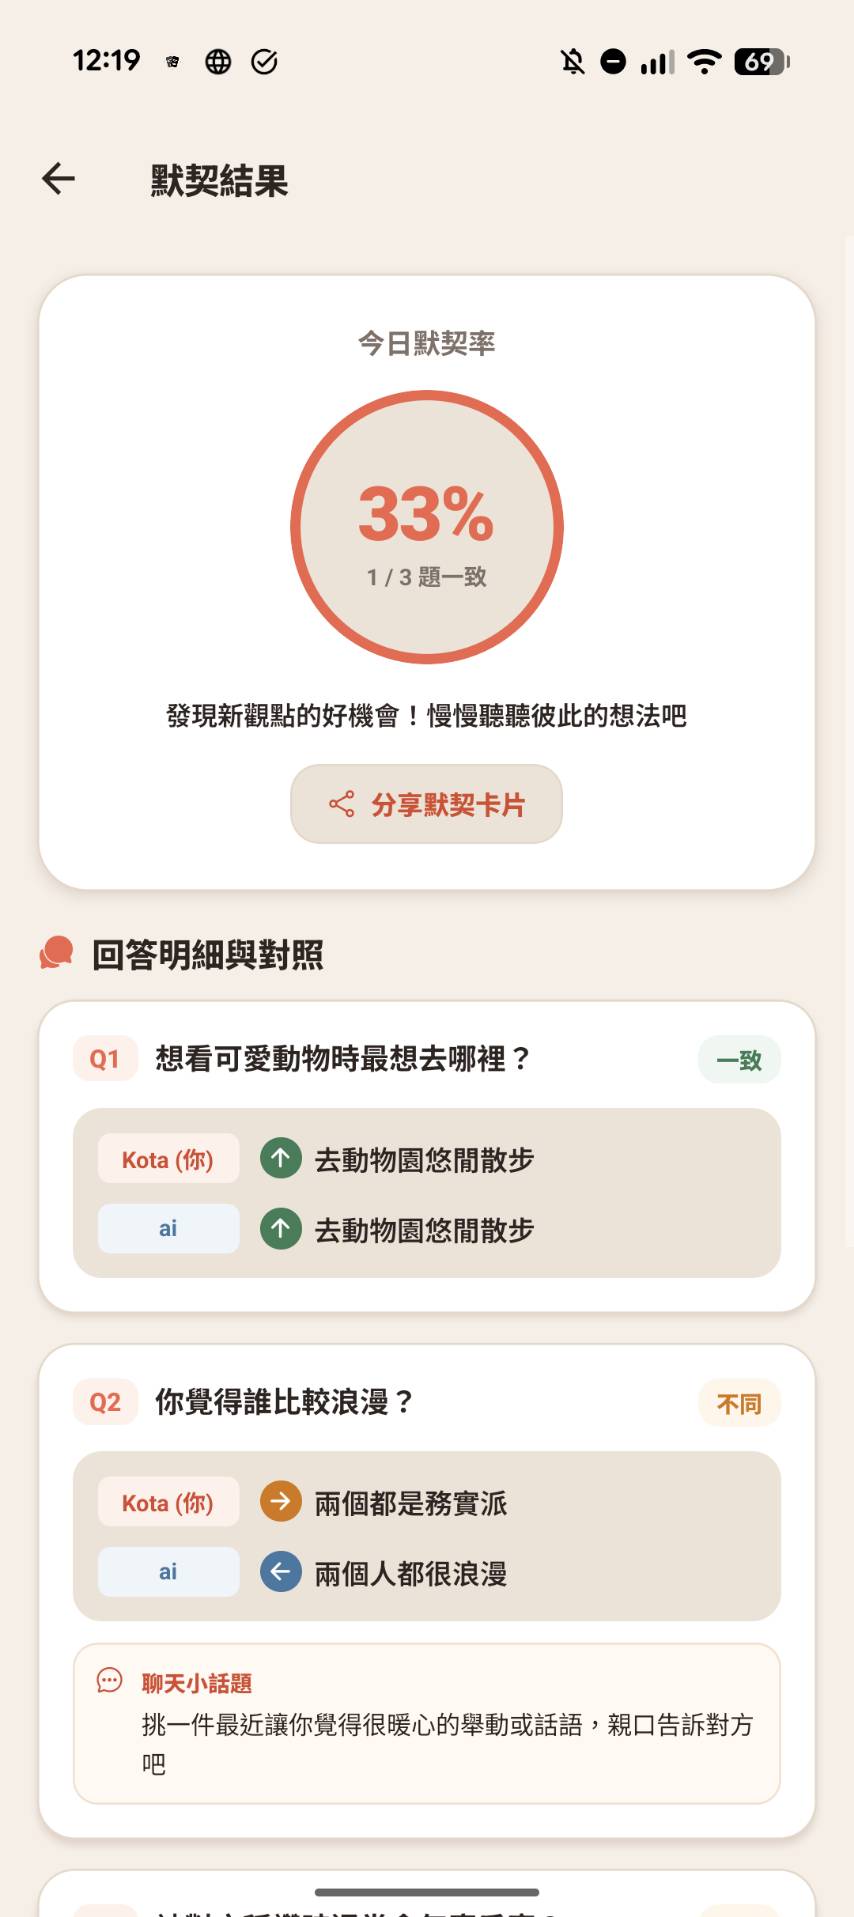 12:19
69
默契結果
今日默契率
33%
1 / 3 題一致
發現新觀點的好機會！慢慢聽聽彼此的想法吧
分享默契卡片
回答明細與對照
Q1 想看可愛動物時最想去哪裡？ 一致
Kota (你) 去動物園悠閒散步
ai 去動物園悠閒散步
Q2 你覺得誰比較浪漫？ 不同
Kota (你) 兩個都是務實派
ai 兩個人都很浪漫
聊天小話題
挑一件最近讓你覺得很暖心的舉動或話語，親口告訴對方
吧